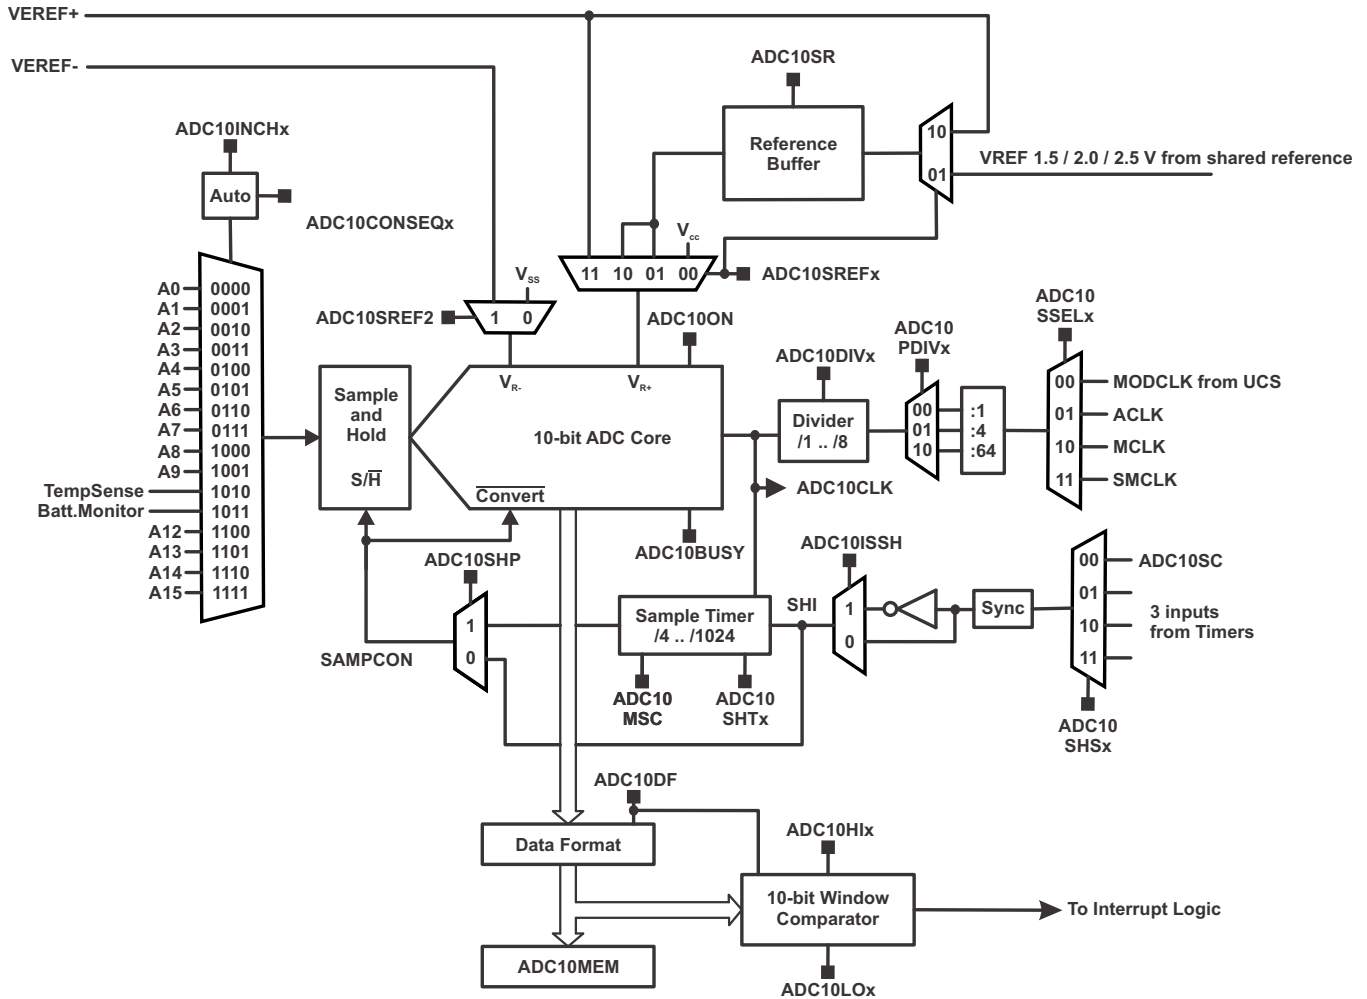 VEREF+
VEREF-
ADC10SR
Reference
Buffer
10
01
VREF 1.5 / 2.0 / 2.5 V from shared reference
ADC10INCHx
Auto
ADC10CONSEQx
Vcc
11 10 01 00
ADC10SREFx
VSS
ADC10SREF2
1 0
ADC10ON
A0 0000
A1 0001
A2 0010
A3 0011
A4 0100
A5 0101
A6 0110
A7 0111
A8 1000
A9 1001
TempSense 1010
Batt.Monitor 1011
A12 1100
A13 1101
A14 1110
A15 1111
Sample
and
Hold
S/H
VR-
VR+
10-bit ADC Core
Convert
ADC10BUSY
ADC10DIVx
Divider
/1 .. /8
ADC10
PDIVx
00
01
10
:1
:4
:64
ADC10
SSELx
00 MODCLK from UCS
01 ACLK
10 MCLK
11 SMCLK
ADC10CLK
ADC10SHP
1
0
SAMPCON
Sample Timer
/4 .. /1024
ADC10
MSC
ADC10
SHTx
SHI
ADC10ISSH
1
0
Sync
00 ADC10SC
01
10
11
3 inputs
from Timers
ADC10
SHSx
ADC10DF
Data Format
ADC10HIx
10-bit Window
Comparator
To Interrupt Logic
ADC10MEM
ADC10LOx